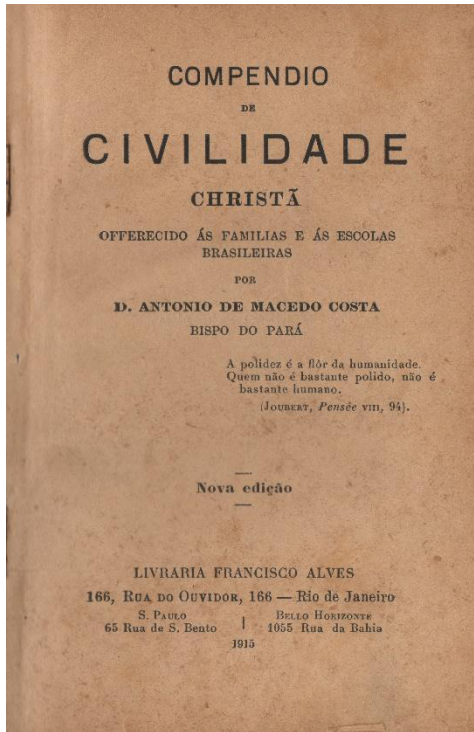 COMPENDIO
DE
CIVILIDADE
CHRISTÃ
OFFERECIDO ÁS FAMILIAS E ÁS ESCOLAS
BRASILEIRAS
POR
D. ANTONIO DE MACEDO COSTA
BISPO DO PARÁ
A polidez é a flôr da humanidade.
Quem não é bastante polido, não é
bastante humano.
(JOUBERT, Pensée VIII, 94).
Nova edição
LIVRARIA FRANCISCO ALVES
166, RUA DO OUVIDOR, 166 — Rio de Janeiro
S. PAULO
65 Rua de S. Bento
BELLO HORIZONTE
1055 Rua da Bahia
1915